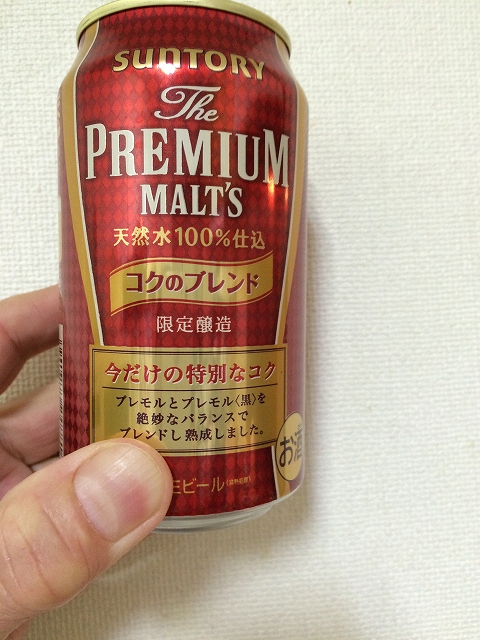 SUNTORY
The
PREMIUM
MALT'S
天然水100%仕込
コクのブレンド
限定醸造
今だけの特別なコク
プレモルとプレモル〈黒〉を
絶妙なバランスで
ブレンドし熟成しました。
お酒
生ビール